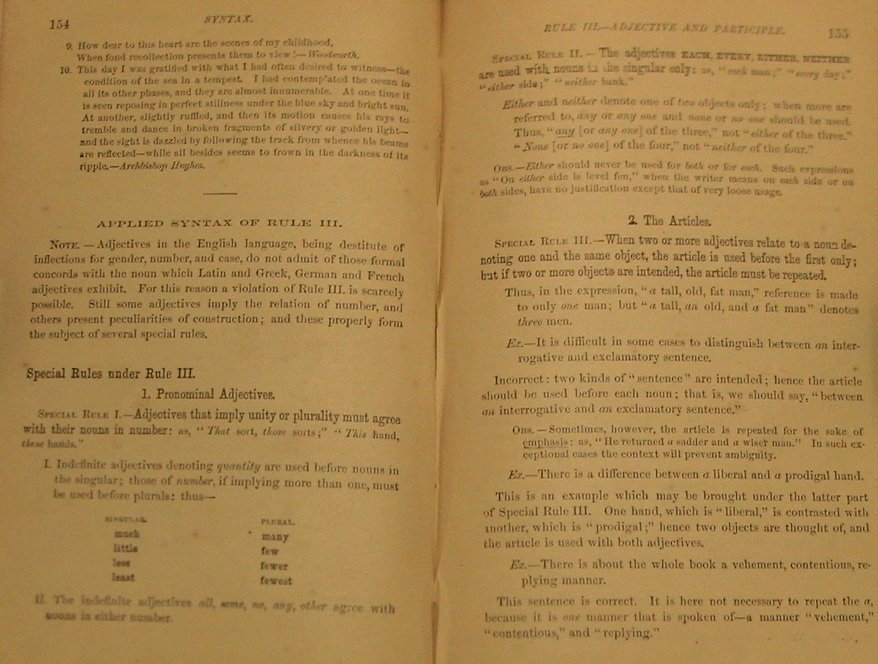 154
SYNTAX.
9. How dear to this heart are the scenes of my childhood,
When fond recollection presents them to view!—Woodworth.
10. This day I was gratified with what I had often desired to witness—the
condition of the sea in a tempest. I had contemplated the ocean in
all its other phases, and they are almost innumerable. At one time it
is seen reposing in perfect stillness under the blue sky and bright sun.
At another, slightly ruffled, and then its motion causes his rays to
tremble and dance in broken fragments of silvery or golden light—
and the sight is dazzled by following the track from whence his beams
are reflected—while all besides seems to frown in the darkness of its
ripple.—Archbishop Hughes.
APPLIED SYNTAX OF RULE III.
NOTE.—Adjectives in the English language, being destitute of
inflections for gender, number, and case, do not admit of those formal
concords with the noun which Latin and Greek, German and French
adjectives exhibit. For this reason a violation of Rule III. is scarcely
possible. Still some adjectives imply the relation of number, and
others present peculiarities of construction; and these properly form
the subject of several special rules.
Special Rules under Rule III.
1. Pronominal Adjectives.
SPECIAL RULE I.—Adjectives that imply unity or plurality must agree
with their nouns in number: as, "That sort, those sorts;" "This hand,
these hands."
I. Indefinite adjectives denoting quantity are used before nouns in
the singular; those of number, if implying more than one, must
be used before plurals: thus—
SINGULAR. PLURAL.
much many
little few
less fewer
least fewest
II. The indefinite adjectives all, some, no, any, other agree with
nouns in either number.
RULE III.—ADJECTIVE AND PARTICIPLE.
155
SPECIAL RULE II.—The adjectives EACH, EVERY, EITHER, NEITHER
are used with nouns in the singular only: as, "each man;" "every day;"
"either side;" "neither bank."
Either and neither denote one of two objects only; when more are
referred to, any or any one and none or no one should be used.
Thus, "any [or any one] of the three," not "either of the three."
"None [or no one] of the four," not "neither of the four."
OBS.—Either should never be used for both or for each. Such expressions
as "On either side is level fen," when the writer means on each side or on
both sides, have no justification except that of very loose usage.
2. The Articles.
SPECIAL RULE III.—When two or more adjectives relate to a noun de-
noting one and the same object, the article is used before the first only;
but if two or more objects are intended, the article must be repeated.
Thus, in the expression, "a tall, old, fat man," reference is made
to only one man; but "a tall, an old, and a fat man" denotes
three men.
Ex.—It is difficult in some cases to distinguish between an inter-
rogative and exclamatory sentence.
Incorrect: two kinds of "sentence" are intended; hence the article
should be used before each noun; that is, we should say, "between
an interrogative and an exclamatory sentence."
OBS.—Sometimes, however, the article is repeated for the sake of
emphasis: as, "He returned a sadder and a wiser man." In such ex-
ceptional cases the context will prevent ambiguity.
Ex.—There is a difference between a liberal and a prodigal hand.
This is an example which may be brought under the latter part
of Special Rule III. One hand, which is "liberal," is contrasted with
another, which is "prodigal;" hence two objects are thought of, and
the article is used with both adjectives.
Ex.—There is about the whole book a vehement, contentious, re-
plying manner.
This sentence is correct. It is here not necessary to repeat the a,
because it is one manner that is spoken of—a manner "vehement,"
"contentious," and "replying."